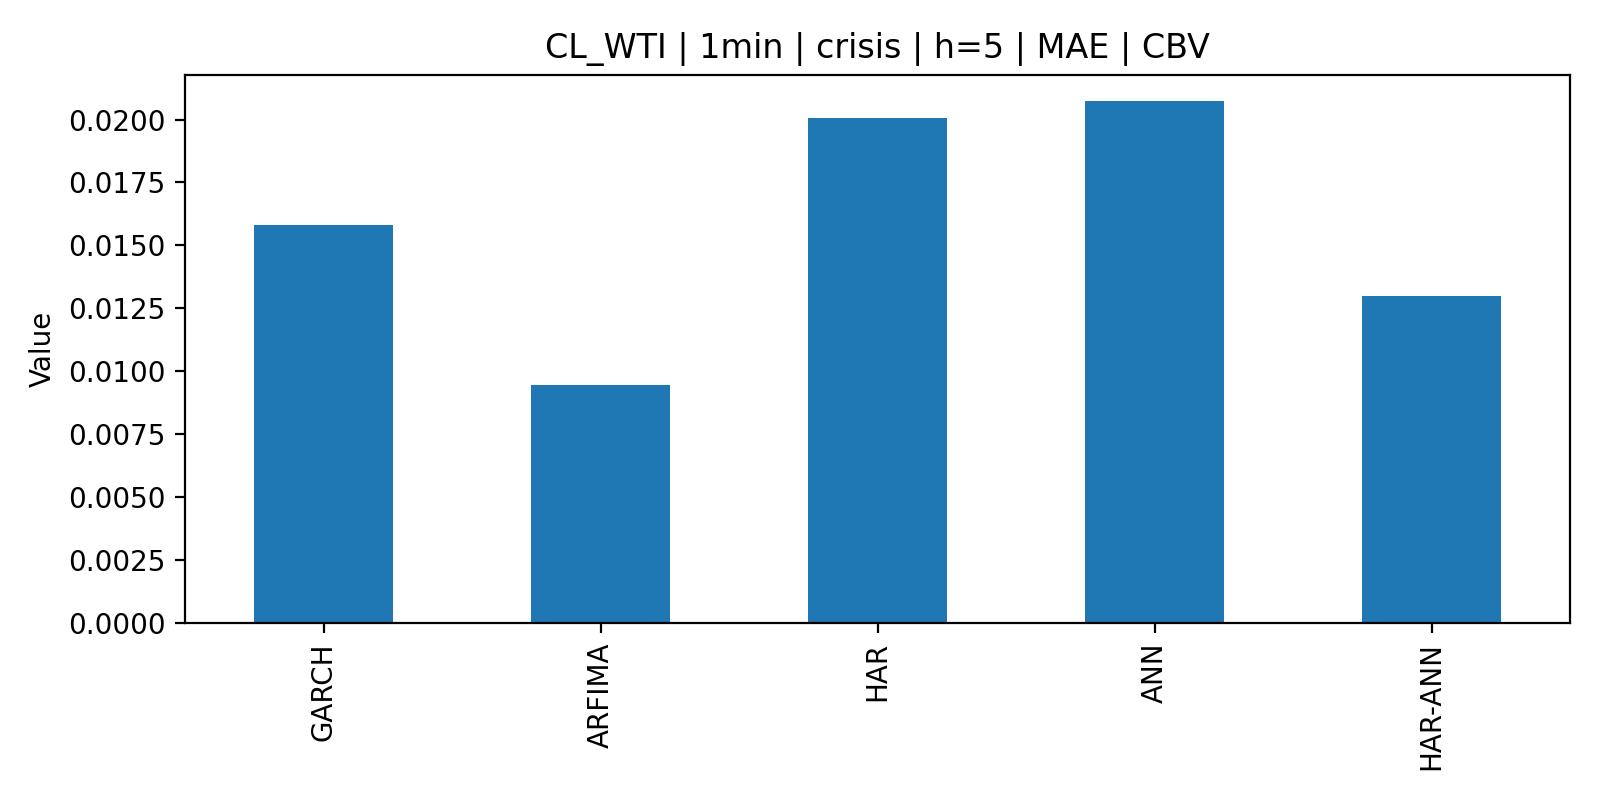 CL_WTI | 1min | crisis | h=5 | MAE | CBV
Value
0.0200
0.0175
0.0150
0.0125
0.0100
0.0075
0.0050
0.0025
0.0000
GARCH
ARFIMA
HAR
ANN
HAR-ANN